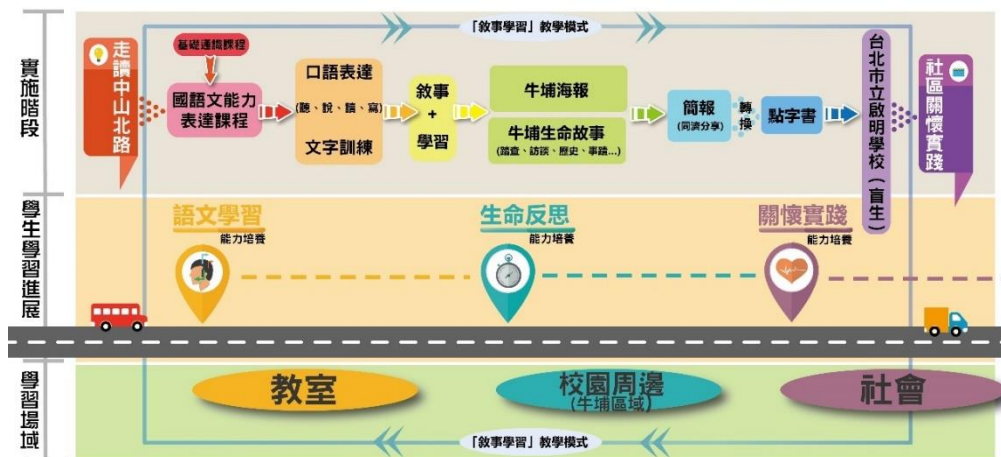 「敘事學習」教學模式
實施階段
走讀中山北路
基礎通識課程
國語文能力
表達課程
口語表達
(聽、說、讀、寫)
文字訓練
敘事
+
學習
牛埔海報
牛埔生命故事
(踏查、訪談、歷史、事蹟...)
簡報
(同濟分享)
轉換
點字書
台北市立啟明學校(盲生)
社區關懷實踐
學生學習進展
語文學習
能力培養
生命反思
能力培養
關懷實踐
能力培養
學習場域
教室
校園周邊
(牛埔區域)
社會
「敘事學習」教學模式